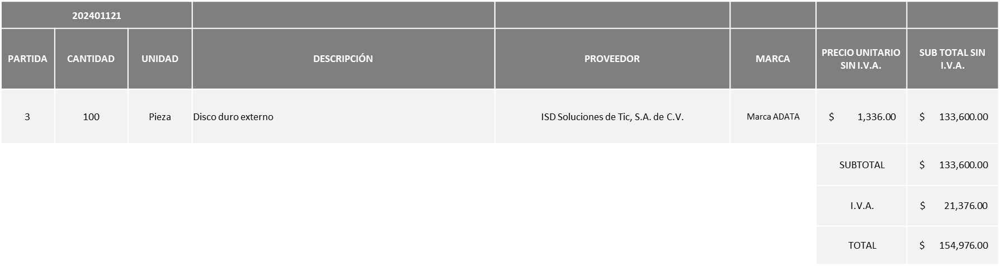 202401121
PARTIDA CANTIDAD UNIDAD DESCRIPCIÓN PROVEEDOR MARCA PRECIO UNITARIO SIN I.V.A. SUB TOTAL SIN I.V.A.
3 100 Pieza Disco duro externo ISD Soluciones de Tic, S.A. de C.V. Marca ADATA $ 1,336.00 $ 133,600.00
SUBTOTAL $ 133,600.00
I.V.A. $ 21,376.00
TOTAL $ 154,976.00